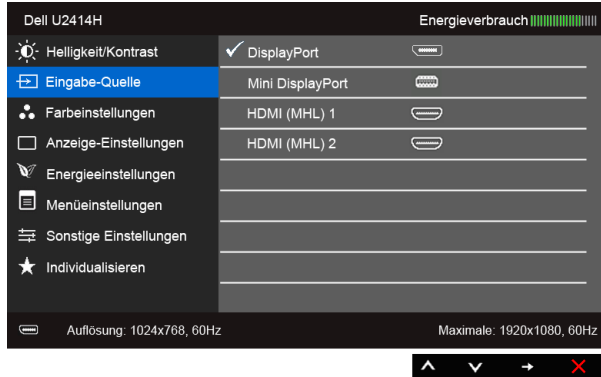 Dell U2414H
Energieverbrauch
Helligkeit/Kontrast
Eingabe-Quelle
Farbeinstellungen
Anzeige-Einstellungen
Energieeinstellungen
Menüeinstellungen
Sonstige Einstellungen
Individualisieren
DisplayPort
Mini DisplayPort
HDMI (MHL) 1
HDMI (MHL) 2
Auflösung: 1024x768, 60Hz
Maximale: 1920x1080, 60Hz